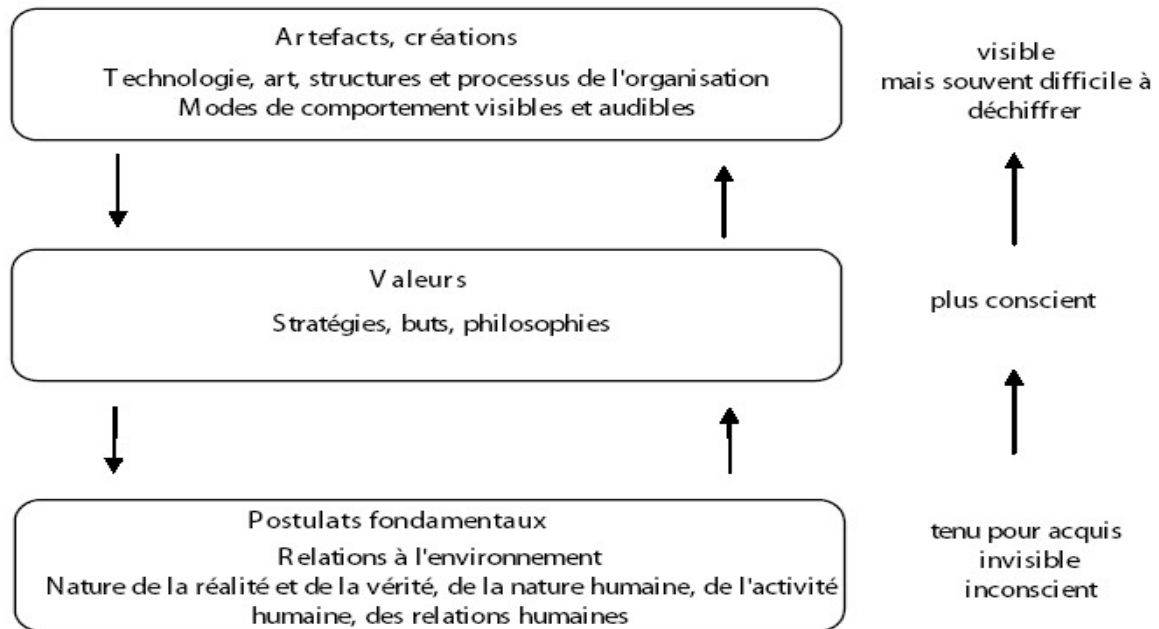 Artefacts, créations
Technologie, art, structures et processus de l'organisation
Modes de comportement visibles et audibles
visible
mais souvent difficile à
déchiffrer
Valeurs
Stratégies, buts, philosophies
plus conscient
Postulats fondamentaux
Relations à l'environnement
Nature de la réalité et de la vérité, de la nature humaine, de l'activité
humaine, des relations humaines
tenu pour acquis
invisible
inconscient